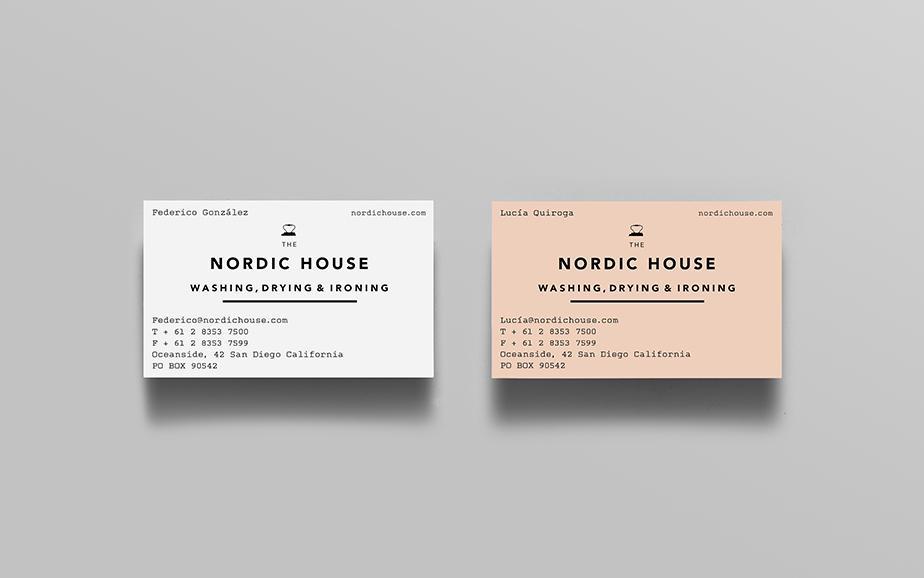 Federico González
nordichouse.com
THE
NORDIC HOUSE
WASHING, DRYING & IRONING
Federico@nordichouse.com
T + 61 2 8353 7500
F + 61 2 8353 7599
Oceanside, 42 San Diego California
PO BOX 90542
Lucía Quiroga
nordichouse.com
THE
NORDIC HOUSE
WASHING, DRYING & IRONING
Lucía@nordichouse.com
T + 61 2 8353 7500
F + 61 2 8353 7599
Oceanside, 42 San Diego California
PO BOX 90542